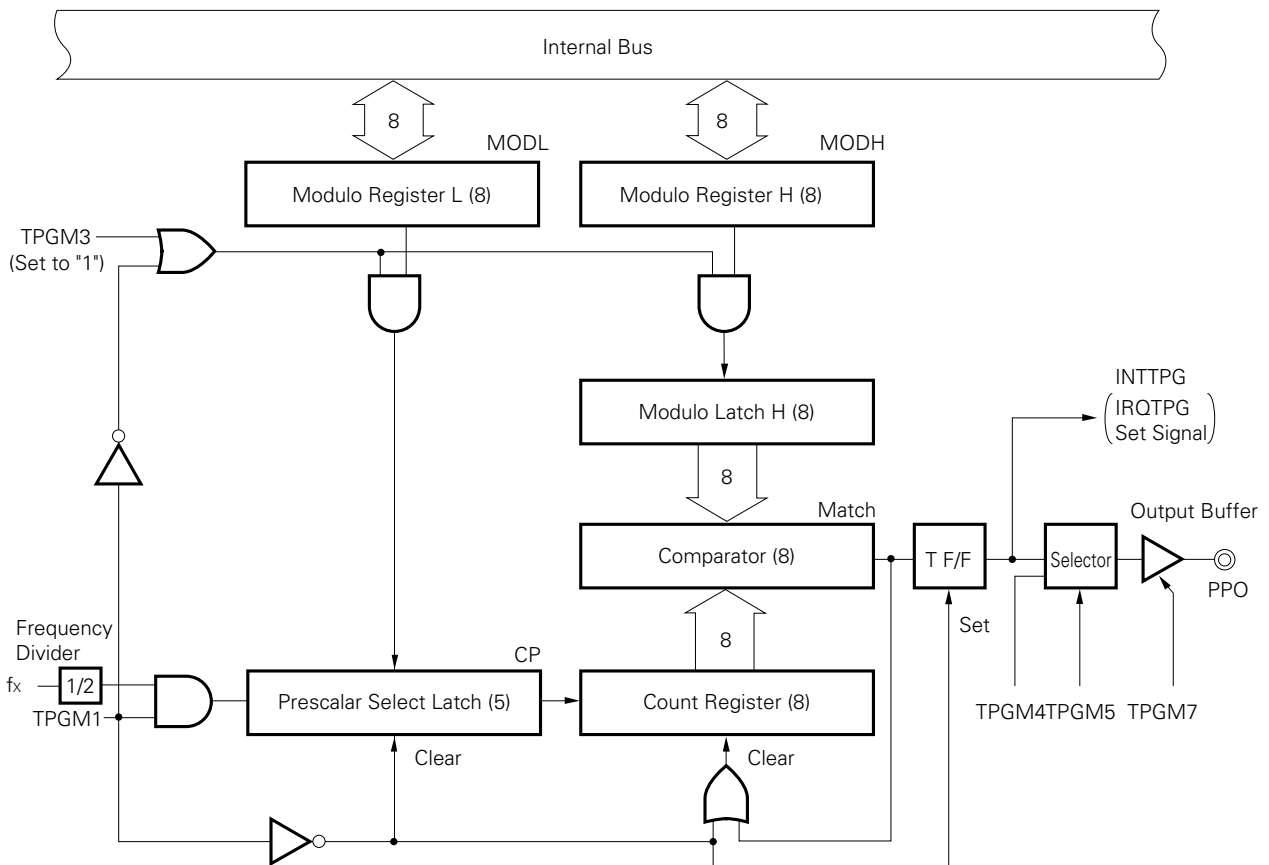 Internal Bus
8
8
MODL
MODH
Modulo Register L (8)
Modulo Register H (8)
TPGM3
(Set to "1")
Modulo Latch H (8)
INTTPG
IRQTPG
Set Signal
8
Match
Output Buffer
Comparator (8)
T F/F
Selector
PPO
Set
8
Frequency
Divider
CP
fx
1/2
Prescalar Select Latch (5)
Count Register (8)
TPGM1
TPGM4
TPGM5
TPGM7
Clear
Clear